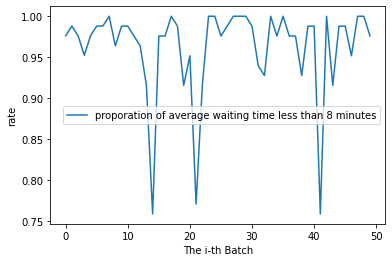 1.00
0.95
0.90
0.85
0.80
0.75
rate
proporation of average waiting time less than 8 minutes
0 10 20 30 40 50
The i-th Batch